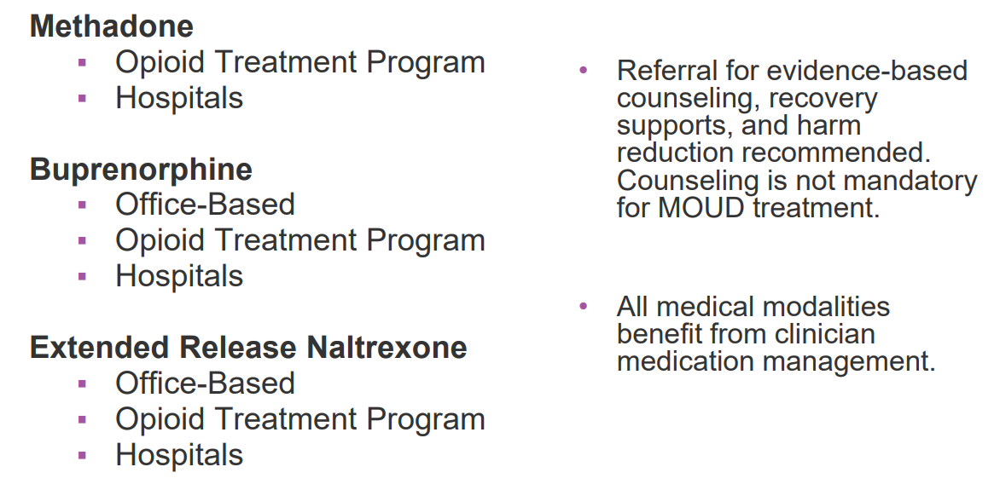 Methadone
▪ Opioid Treatment Program
▪ Hospitals
Buprenorphine
▪ Office-Based
▪ Opioid Treatment Program
▪ Hospitals
Extended Release Naltrexone
▪ Office-Based
▪ Opioid Treatment Program
▪ Hospitals
• Referral for evidence-based
counseling, recovery
supports, and harm
reduction recommended.
Counseling is not mandatory
for MOUD treatment.
• All medical modalities
benefit from clinician
medication management.